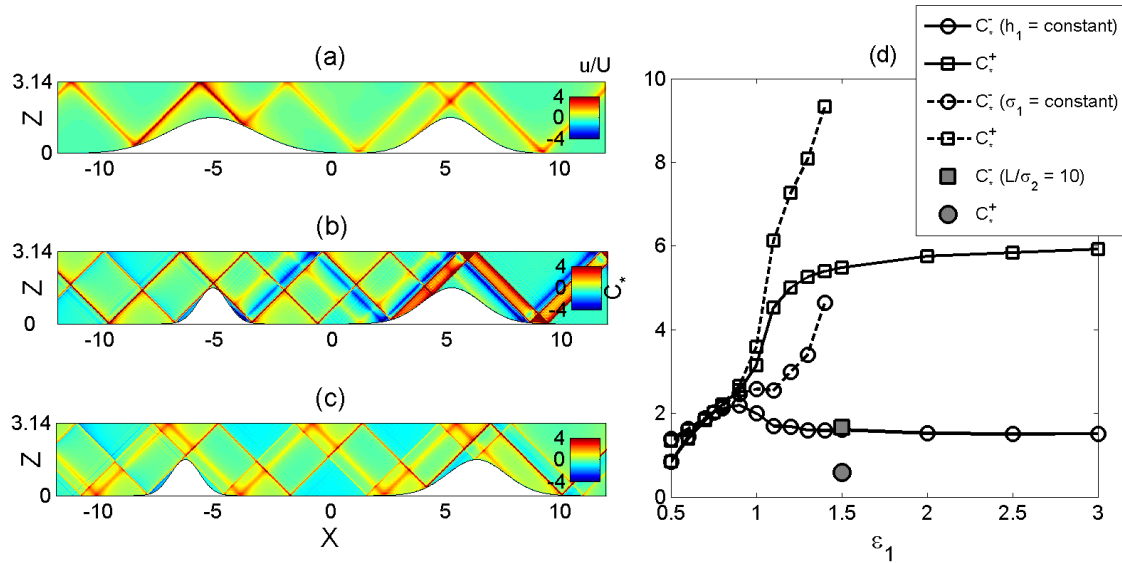 (a)
u/U
3.14
Z
0
4
0
-4
-10
-5
0
5
10
(b)
3.14
Z
0
4
0
-4
C*
-10
-5
0
5
10
(c)
3.14
Z
0
4
0
-4
-10
-5
0
5
10
X
(d)
10
8
6
4
2
0
0.5
1
1.5
2
2.5
3
ε₁
C*⁻ (h₁ = constant)
C*⁺
C*⁻ (σ₁ = constant)
C*⁺
C*⁻ (L/σ₂ = 10)
C*⁺